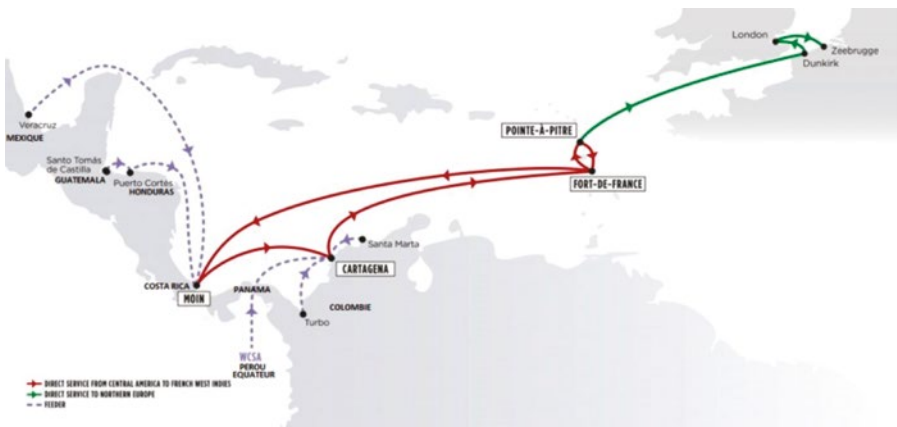 London
Zeebrugge
Dunkirk
Veracruz
MEXIQUE
POINTE-À-PITRE
Santo Tomás
de Castilla
GUATEMALA
Puerto Cortés
HONDURAS
FORT-DE-FRANCE
Santa Marta
CARTAGENA
COSTA RICA
MOIN
PANAMA
COLOMBIE
Turbo
WCSA
PEROU
EQUATEUR
DIRECT SERVICE FROM CENTRAL AMERICA TO FRENCH WEST INDIES
DIRECT SERVICE TO NORTHERN EUROPE
FEEDER